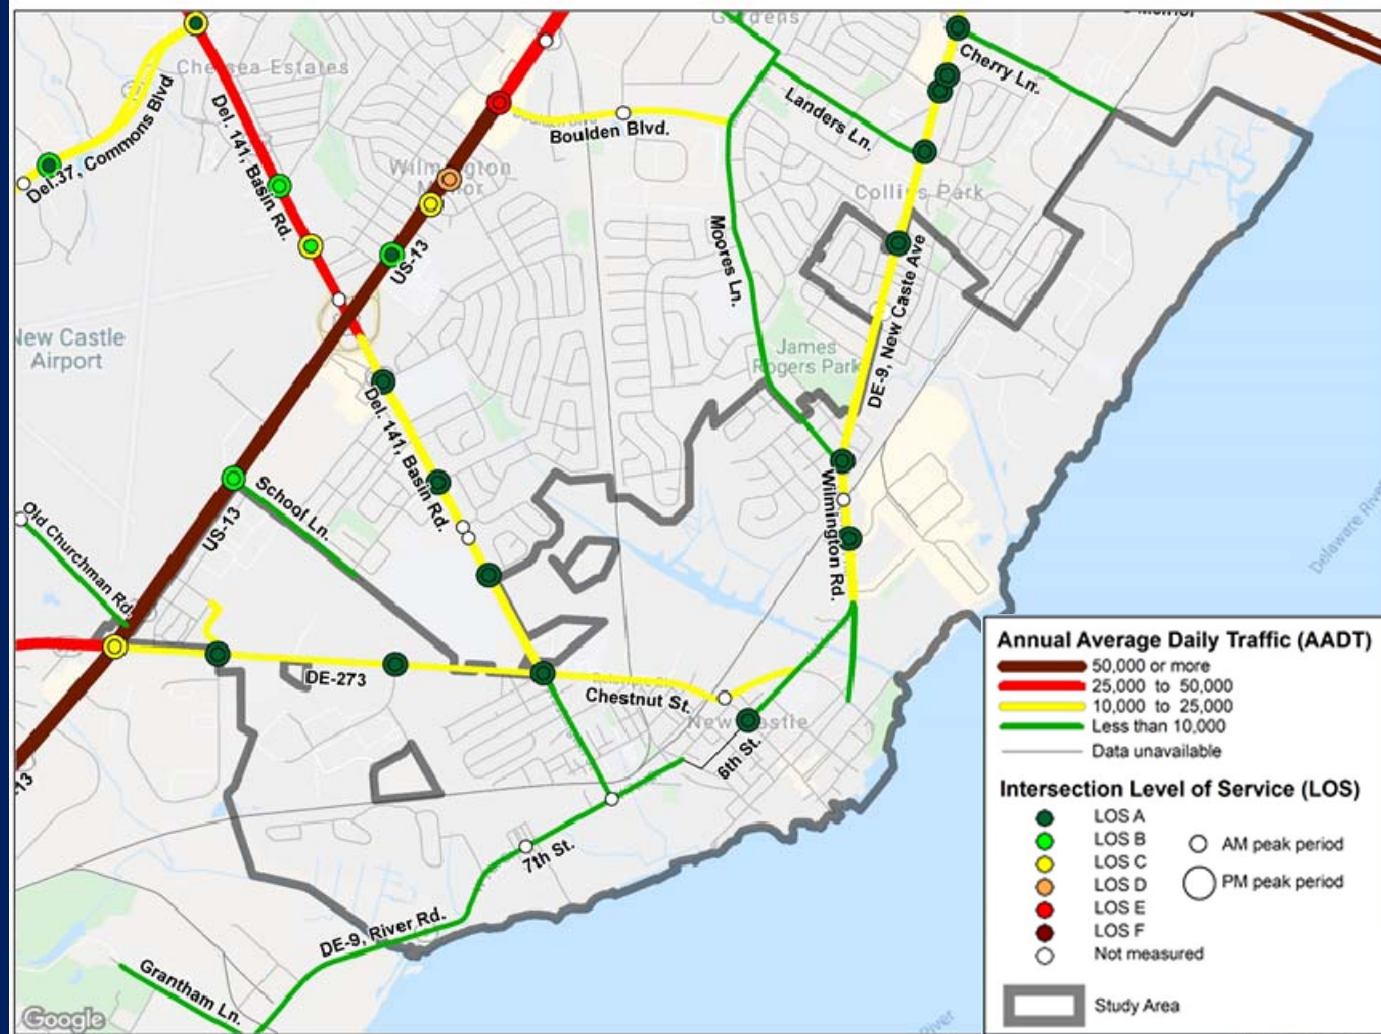 Gardens
Cherry Ln.
Chelsea Estates
Del. 141, Basin Rd.
Del.37, Commons Blvd
Boulden Blvd.
Landers Ln.
Wilmington
Manor
Collins Park
US-13
Moores Ln.
DE-9, New Caste Ave
New Castle
Airport
James
Rogers Park
Del. 141, Basin Rd.
Wilmington Rd.
School Ln.
US-13
Old Churchman Rd.
Delaware River
DE-273
Chestnut St.
New Castle
6th St.
7th St.
DE-9, River Rd.
Grantham Ln.
-13
Google
River
Annual Average Daily Traffic (AADT)
50,000 or more
25,000 to 50,000
10,000 to 25,000
Less than 10,000
Data unavailable
Intersection Level of Service (LOS)
LOS A
LOS B
LOS C
LOS D
LOS E
LOS F
Not measured
AM peak period
PM peak period
Study Area